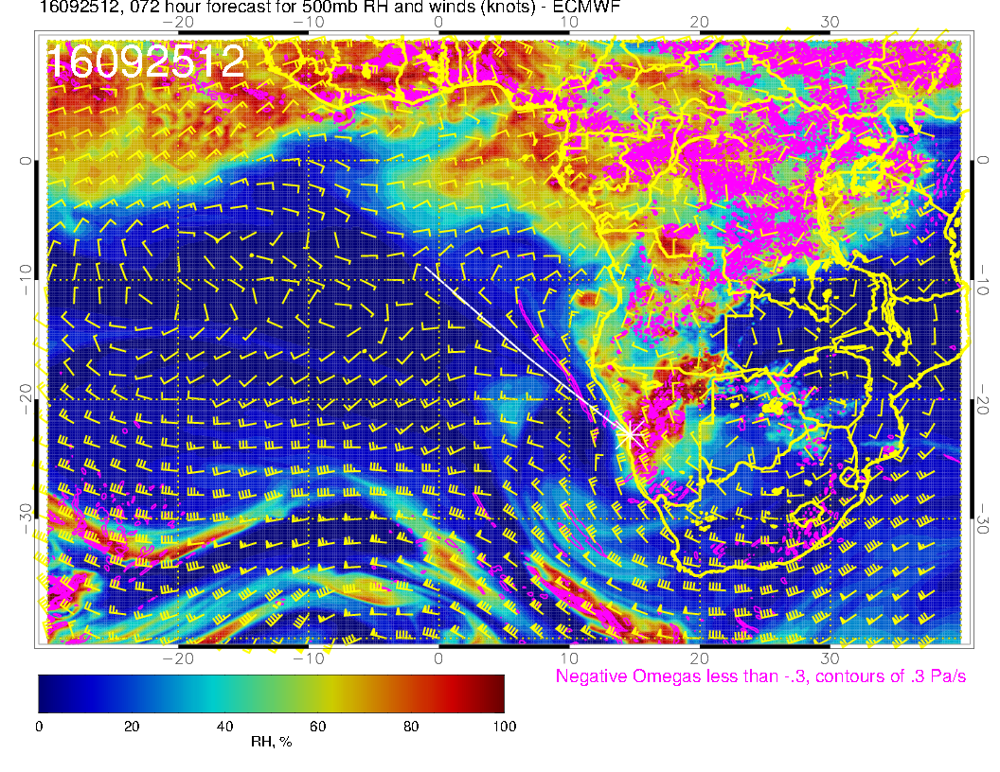 16092512, 072 hour forecast for 500mb RH and winds (knots) - ECMWF
−20 −10 0 10 20 30
16092512
0 0
−10 −10
−20 −20
−30 −30
−20 −10 0 10 20 30
Negative Omegas less than -.3, contours of .3 Pa/s
0 20 40 60 80 100
RH, %